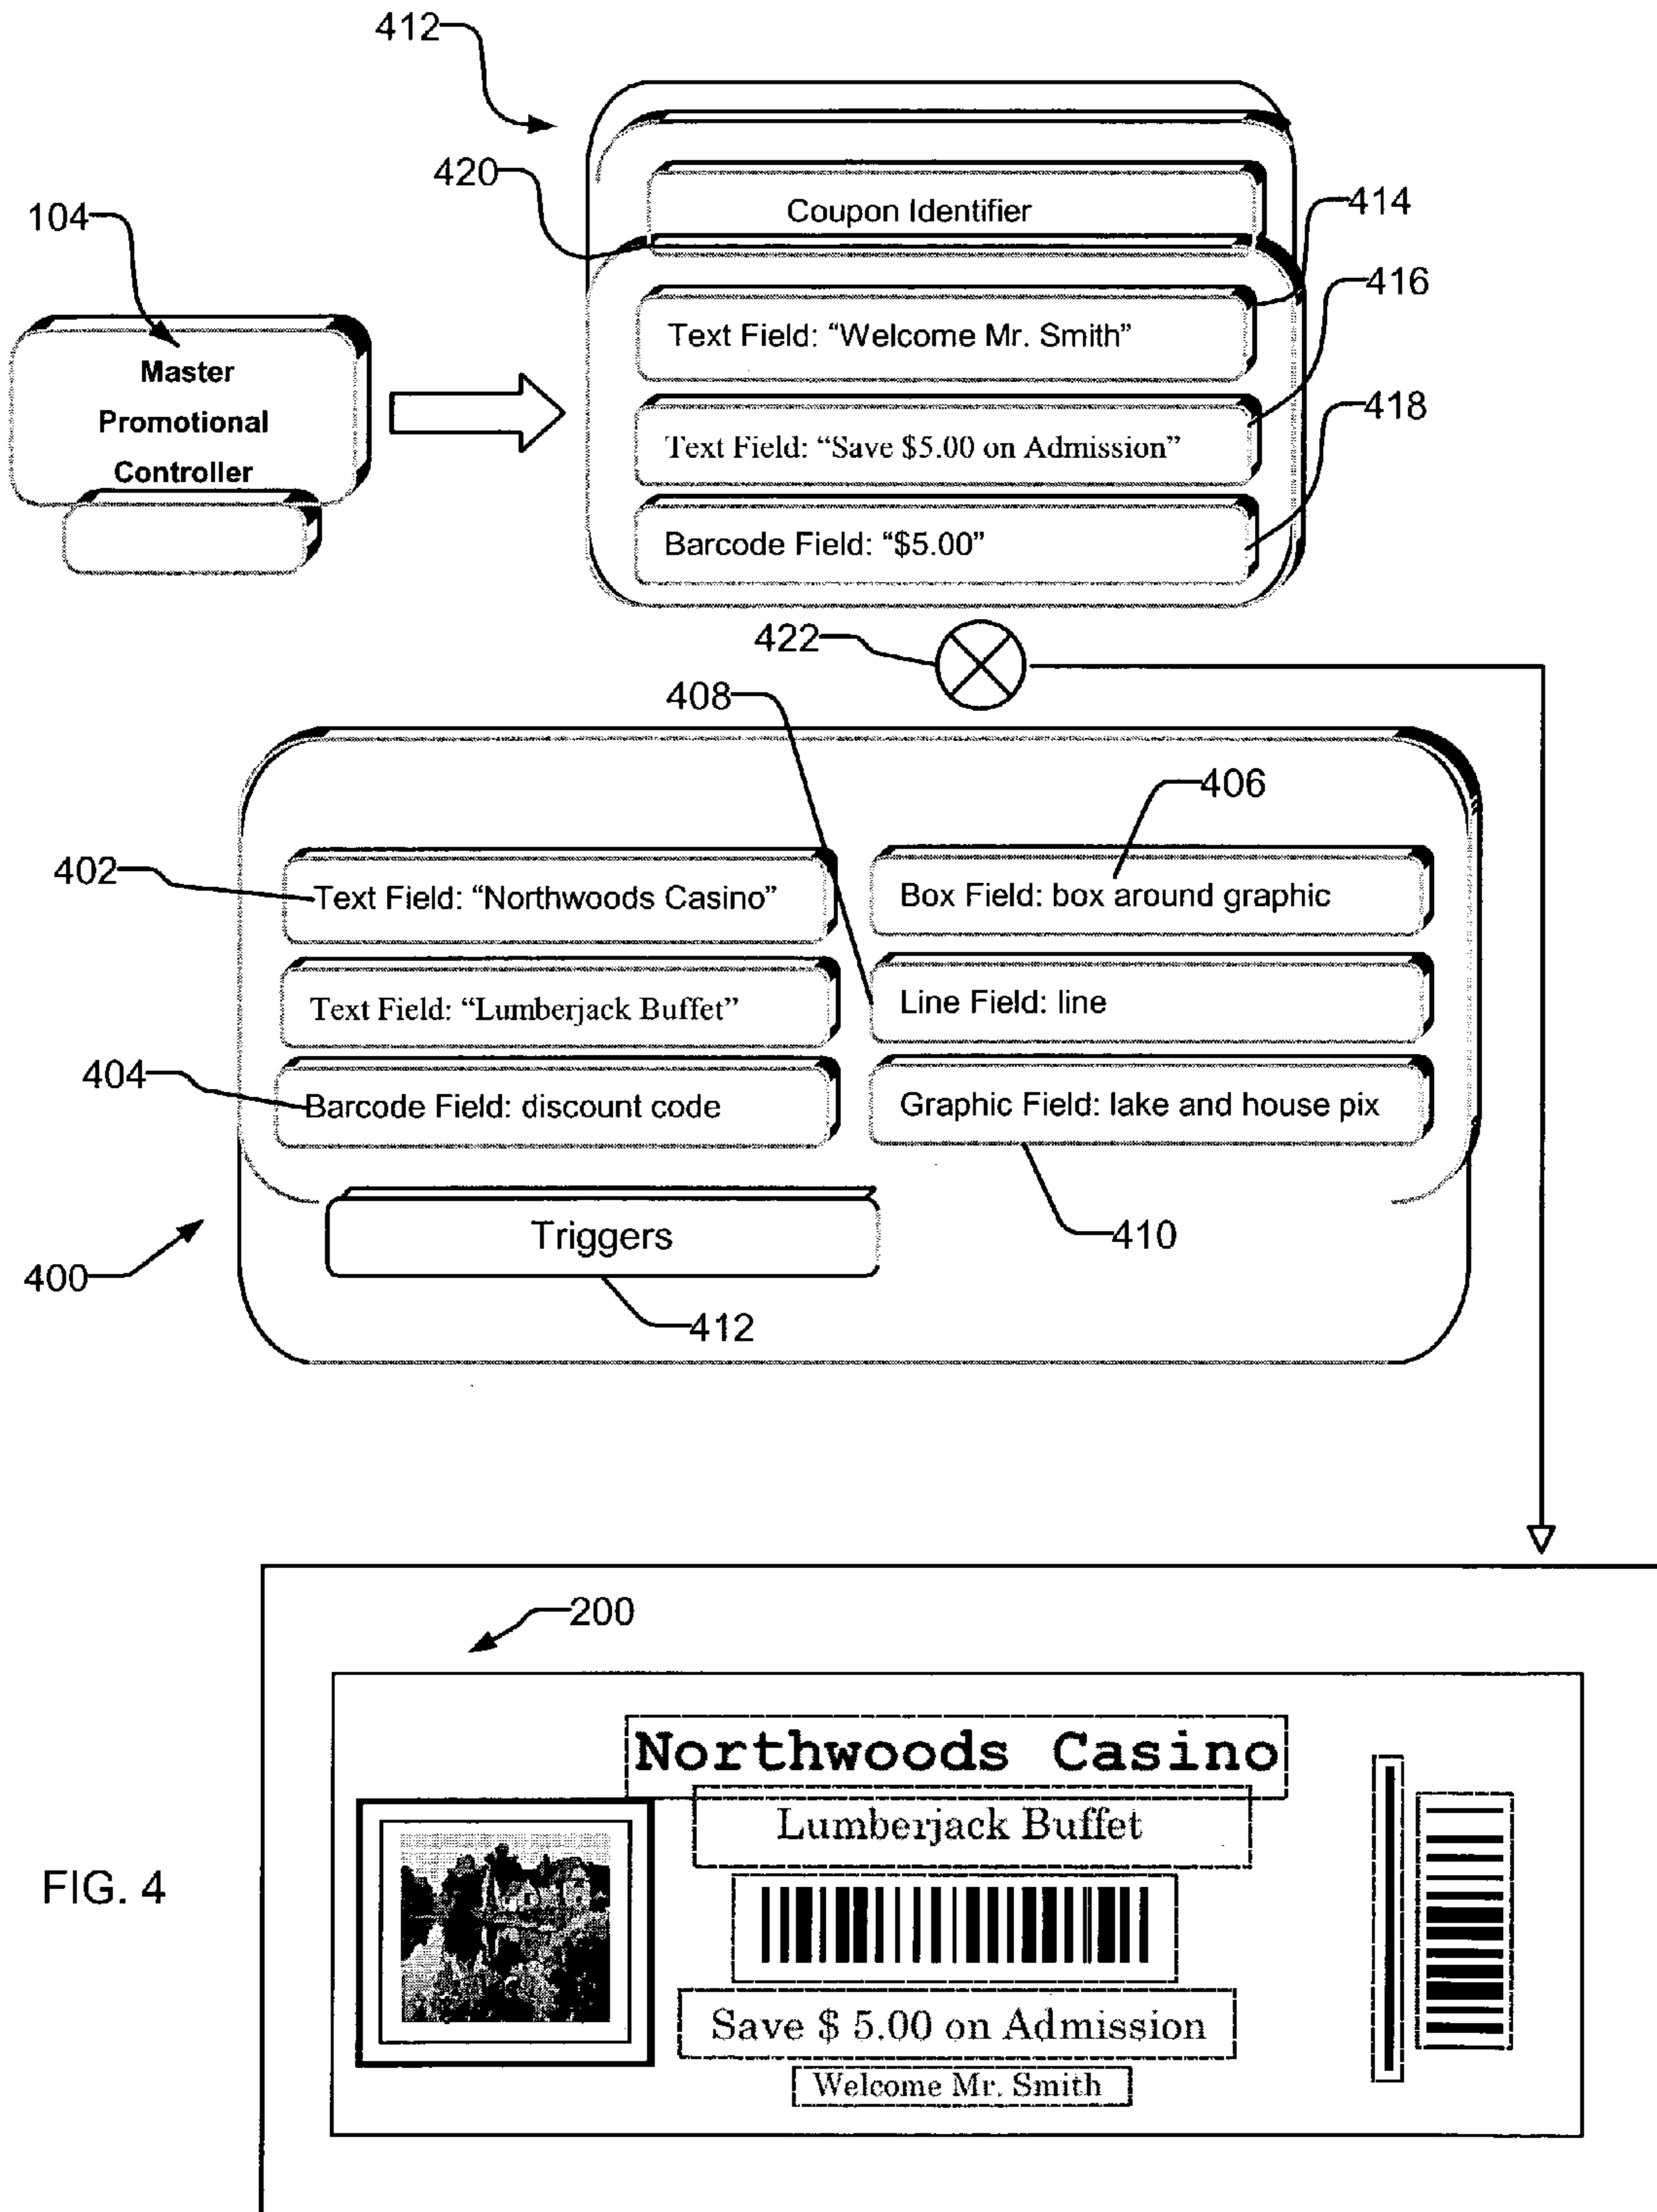 412
420
Coupon Identifier
414
104
416
Text Field: “Welcome Mr. Smith”
Master
Promotional
Controller
418
Text Field: “Save $5.00 on Admission”
Barcode Field: “$5.00”
422
408
406
402
Text Field: “Northwoods Casino”
Box Field: box around graphic
Text Field: “Lumberjack Buffet”
Line Field: line
404
Barcode Field: discount code
Graphic Field: lake and house pix
Triggers
410
400
412
200
Northwoods Casino
Lumberjack Buffet
FIG. 4
Save $ 5.00 on Admission
Welcome Mr. Smith